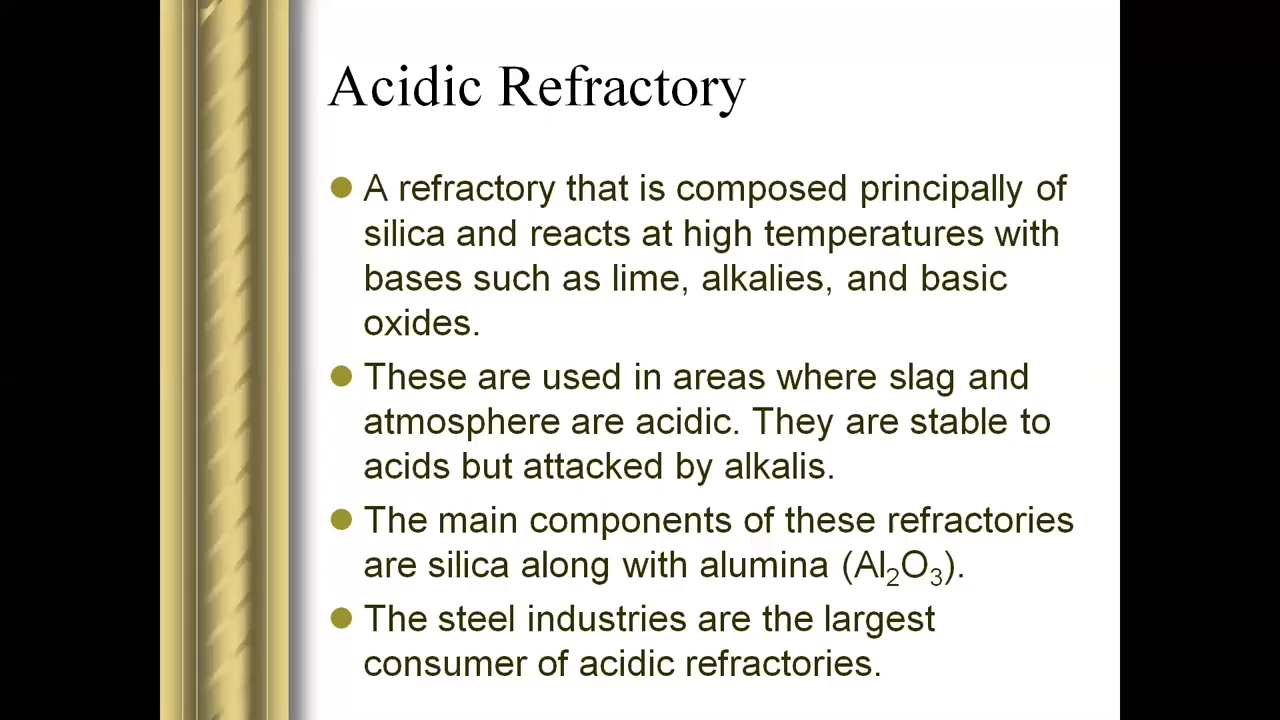 Acidic Refractory
A refractory that is composed principally of
silica and reacts at high temperatures with
bases such as lime, alkalies, and basic
oxides.
These are used in areas where slag and
atmosphere are acidic. They are stable to
acids but attacked by alkalis.
The main components of these refractories
are silica along with alumina (Al₂O₃).
The steel industries are the largest
consumer of acidic refractories.